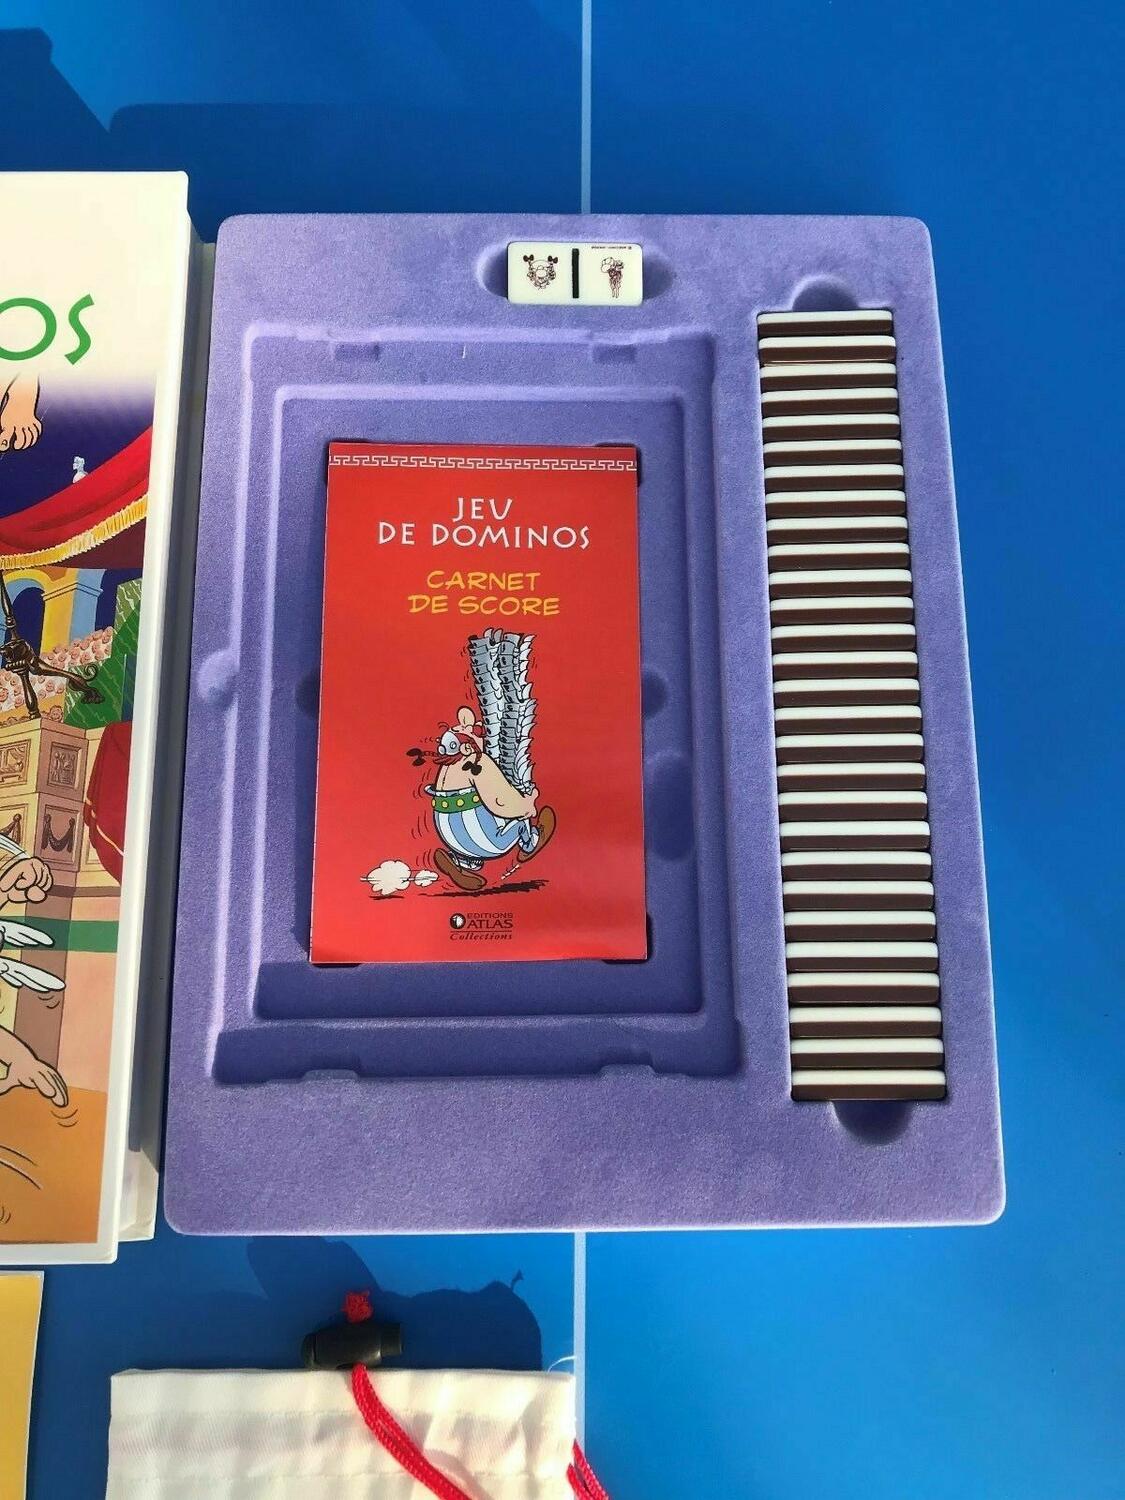 OS
JEU
DE DOMINOS
CARNET
DE SCORE
EDITIONS
ATLAS
Collections